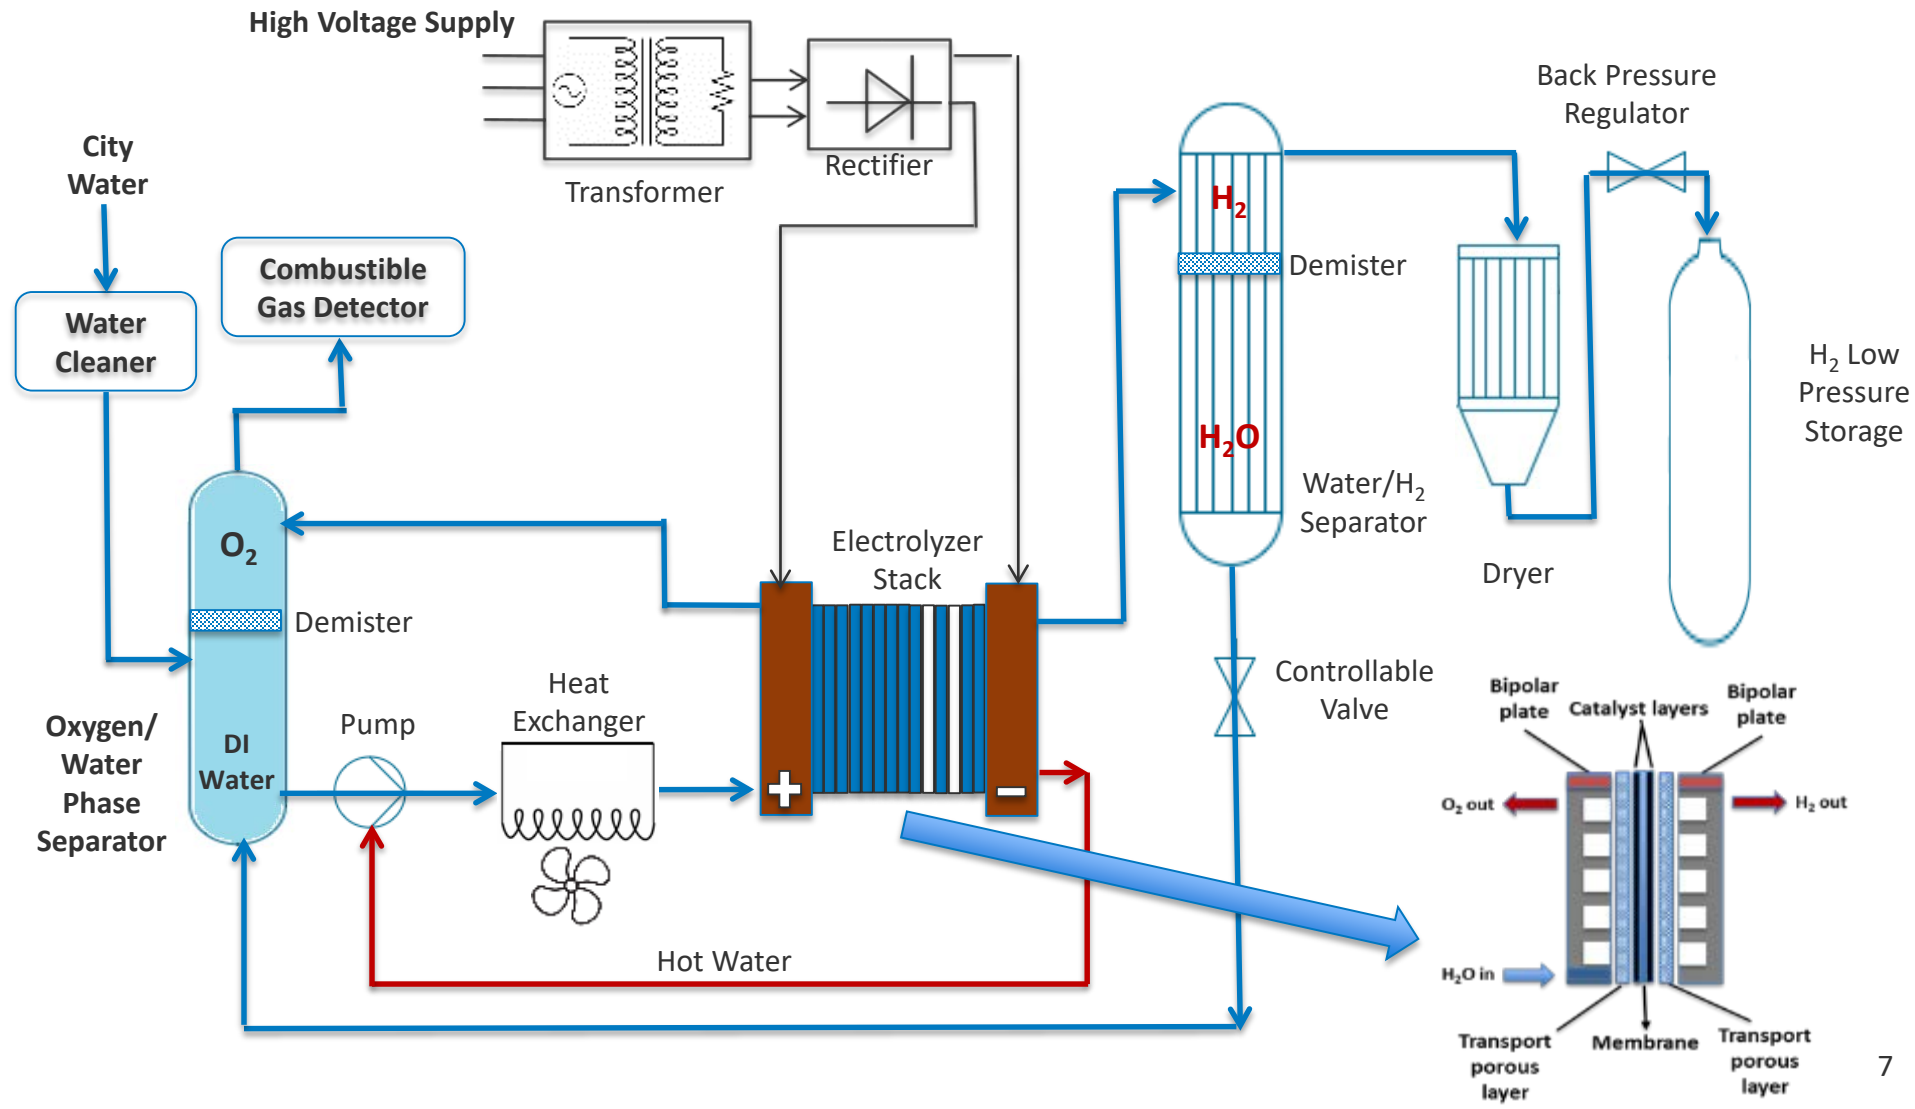 High Voltage Supply
Transformer
Rectifier
Back Pressure
Regulator
City
Water
Water
Cleaner
Combustible
Gas Detector
H₂
Demister
H₂O
Water/H₂
Separator
Dryer
H₂ Low
Pressure
Storage
O₂
Demister
DI
Water
Oxygen/
Water
Phase
Separator
Pump
Heat
Exchanger
Electrolyzer
Stack
+
−
Hot Water
Controllable
Valve
Bipolar
plate
Catalyst layers
Bipolar
plate
O₂ out
H₂ out
H₂O in
Transport
porous
layer
Membrane
Transport
porous
layer
7